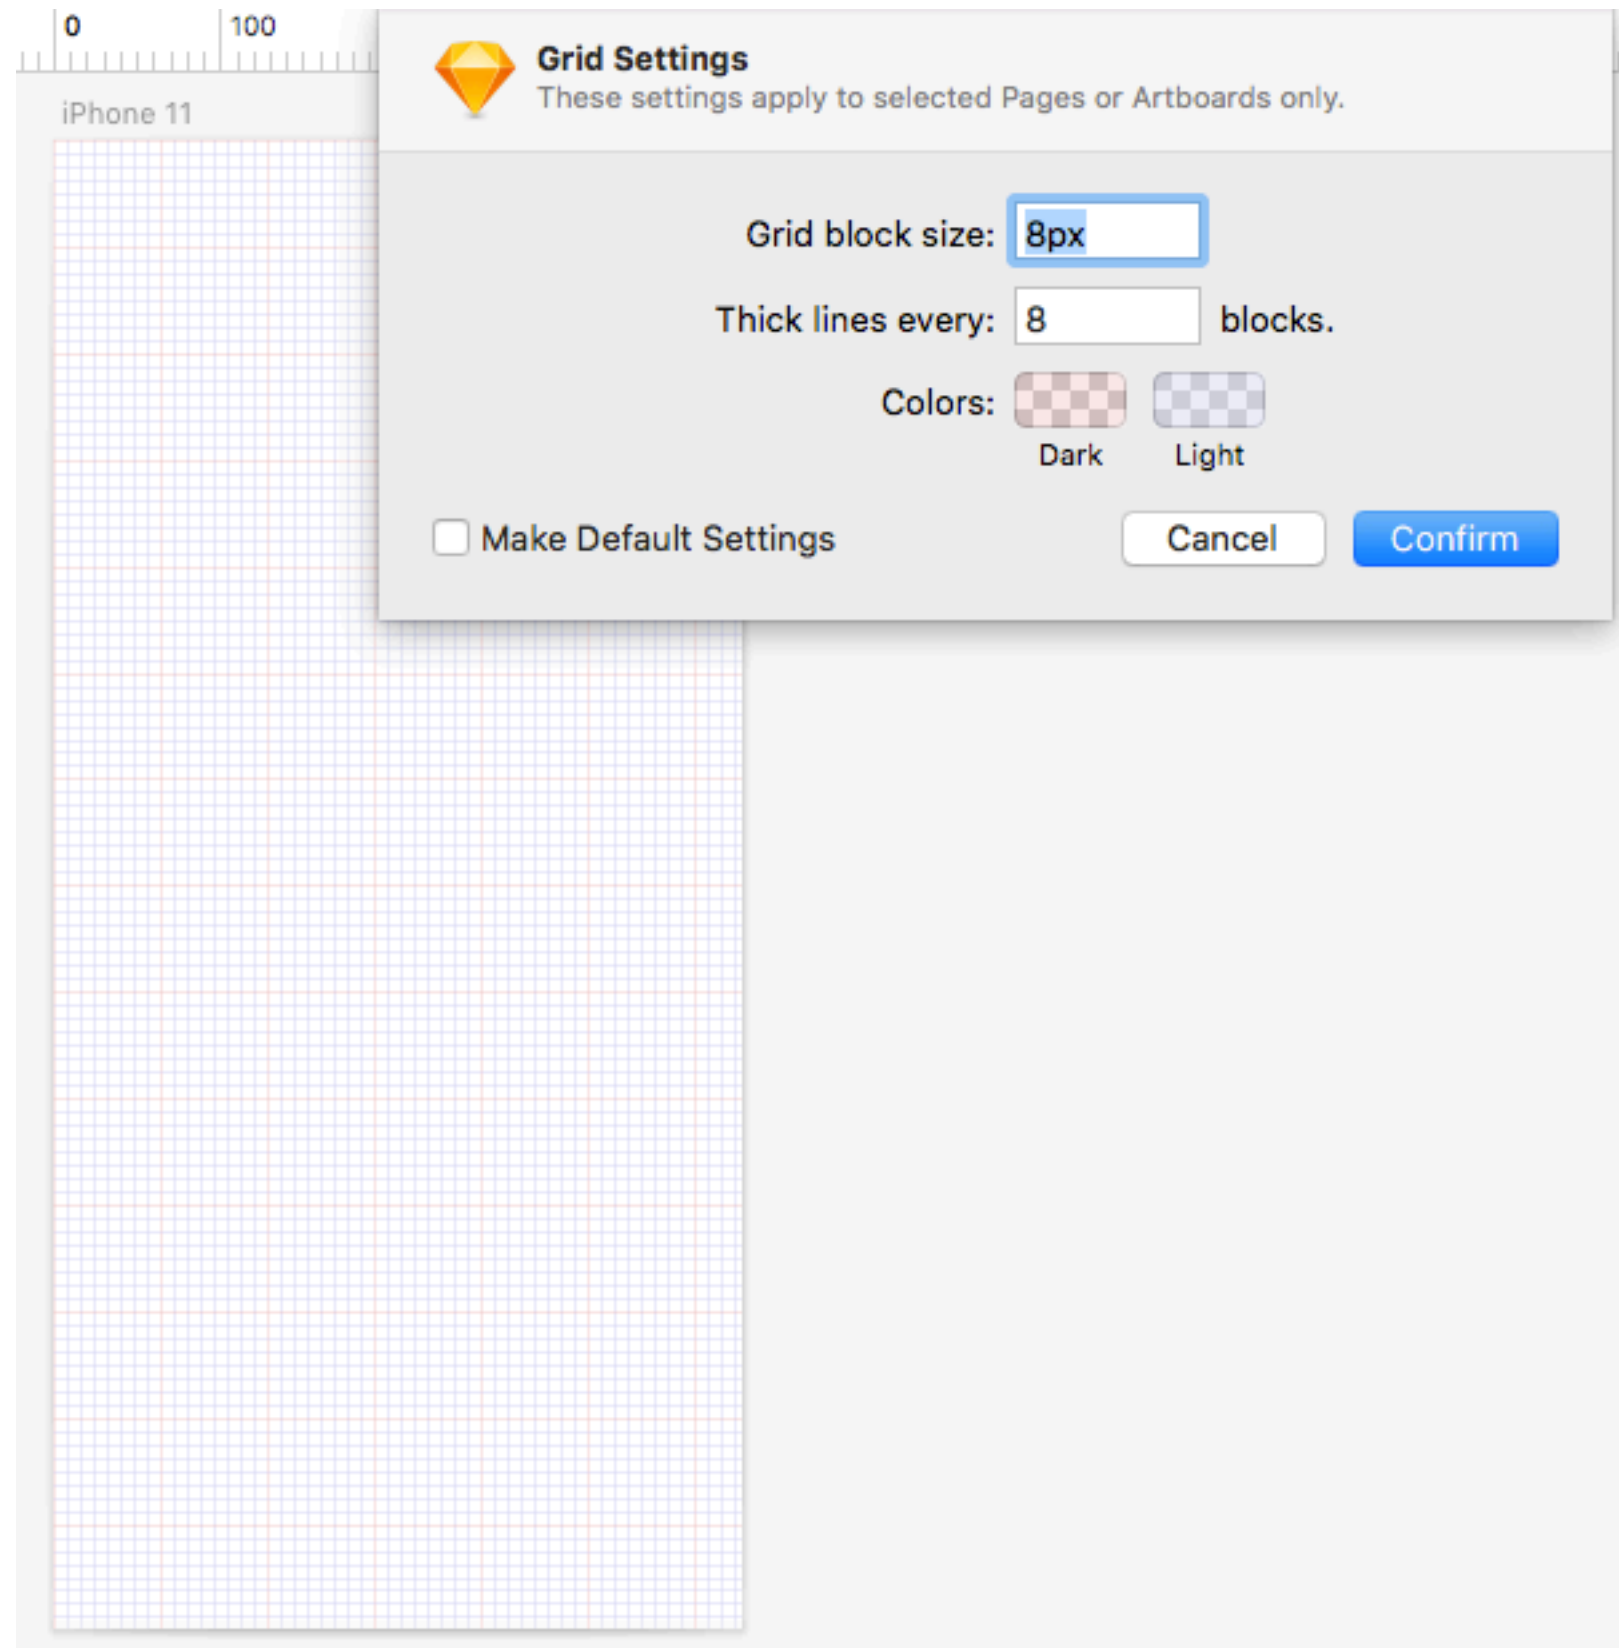 0 100
iPhone 11
Grid Settings
These settings apply to selected Pages or Artboards only.
Grid block size: 8px
Thick lines every: 8 blocks.
Colors:
Dark Light
Make Default Settings
Cancel Confirm